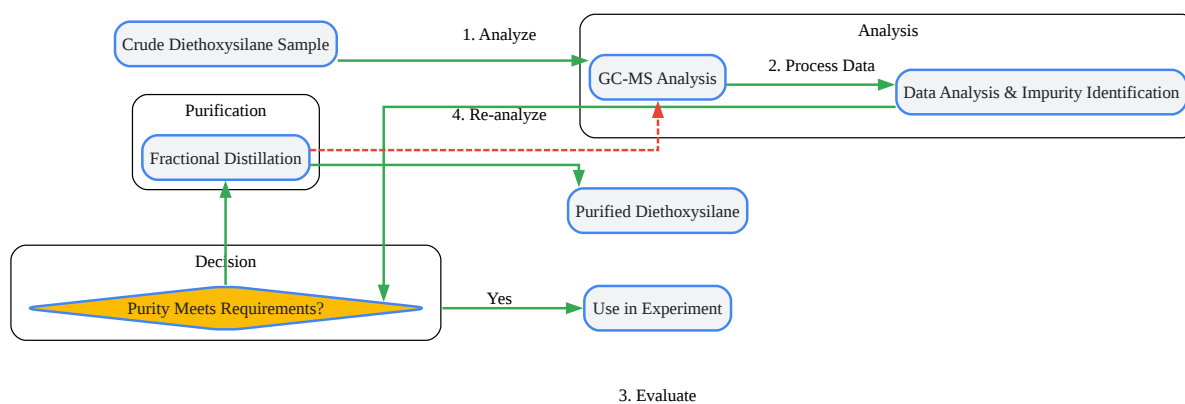 Crude Diethoxysilane Sample
1. Analyze
Analysis
GC-MS Analysis
2. Process Data
Data Analysis & Impurity Identification
Purification
4. Re-analyze
Fractional Distillation
Purified Diethoxysilane
Decision
Purity Meets Requirements?
Yes
Use in Experiment
3. Evaluate